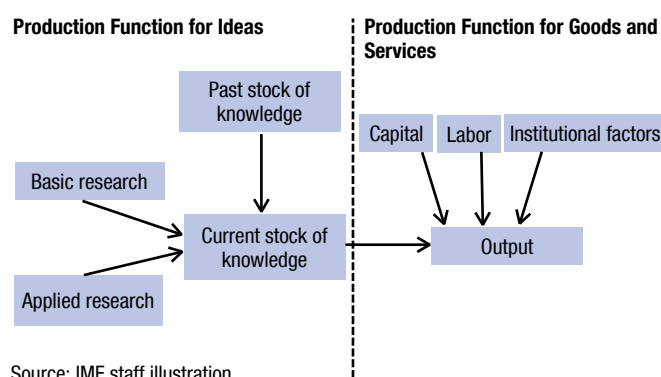 Production Function for Ideas
Production Function for Goods and
Services
Past stock of
knowledge
Capital
Labor
Institutional factors
Basic research
Current stock of
knowledge
Output
Applied research
Source: IMF staff illustration